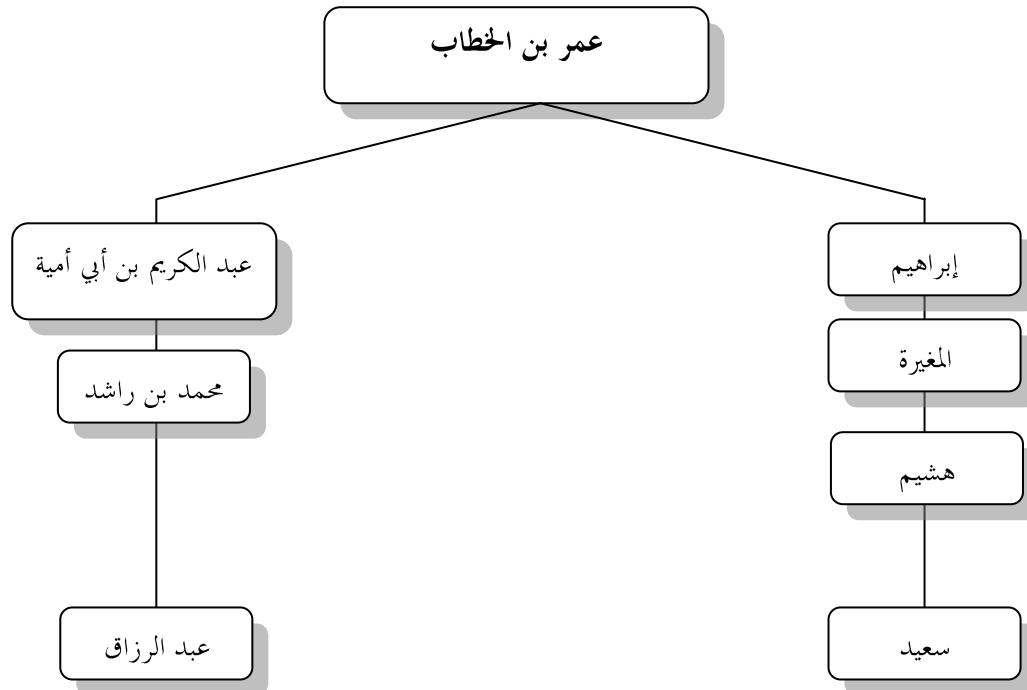 عمر بن الخطاب
إبراهيم
عبد الكريم بن أبي أمية
المغيرة
محمد بن راشد
هشيم
سعيد
عبد الرزاق